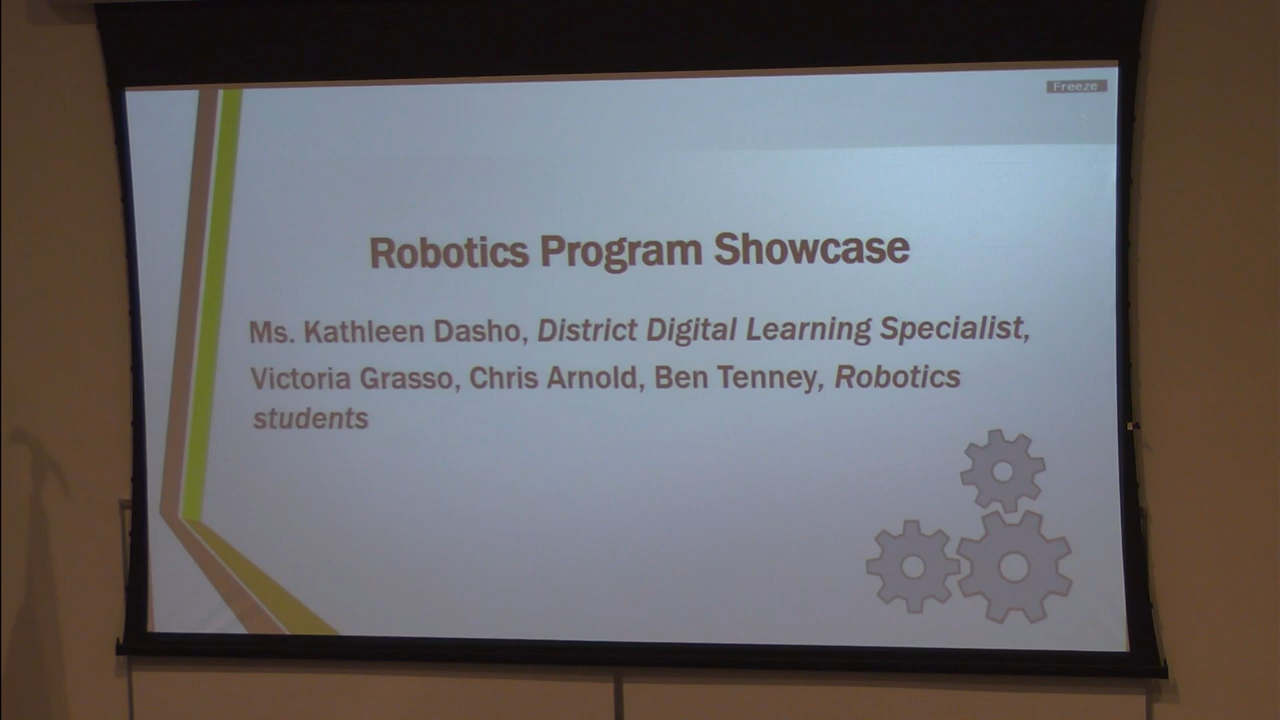 Freeze
Robotics Program Showcase
Ms. Kathleen Dasho, District Digital Learning Specialist,
Victoria Grasso, Chris Arnold, Ben Tenney, Robotics
students